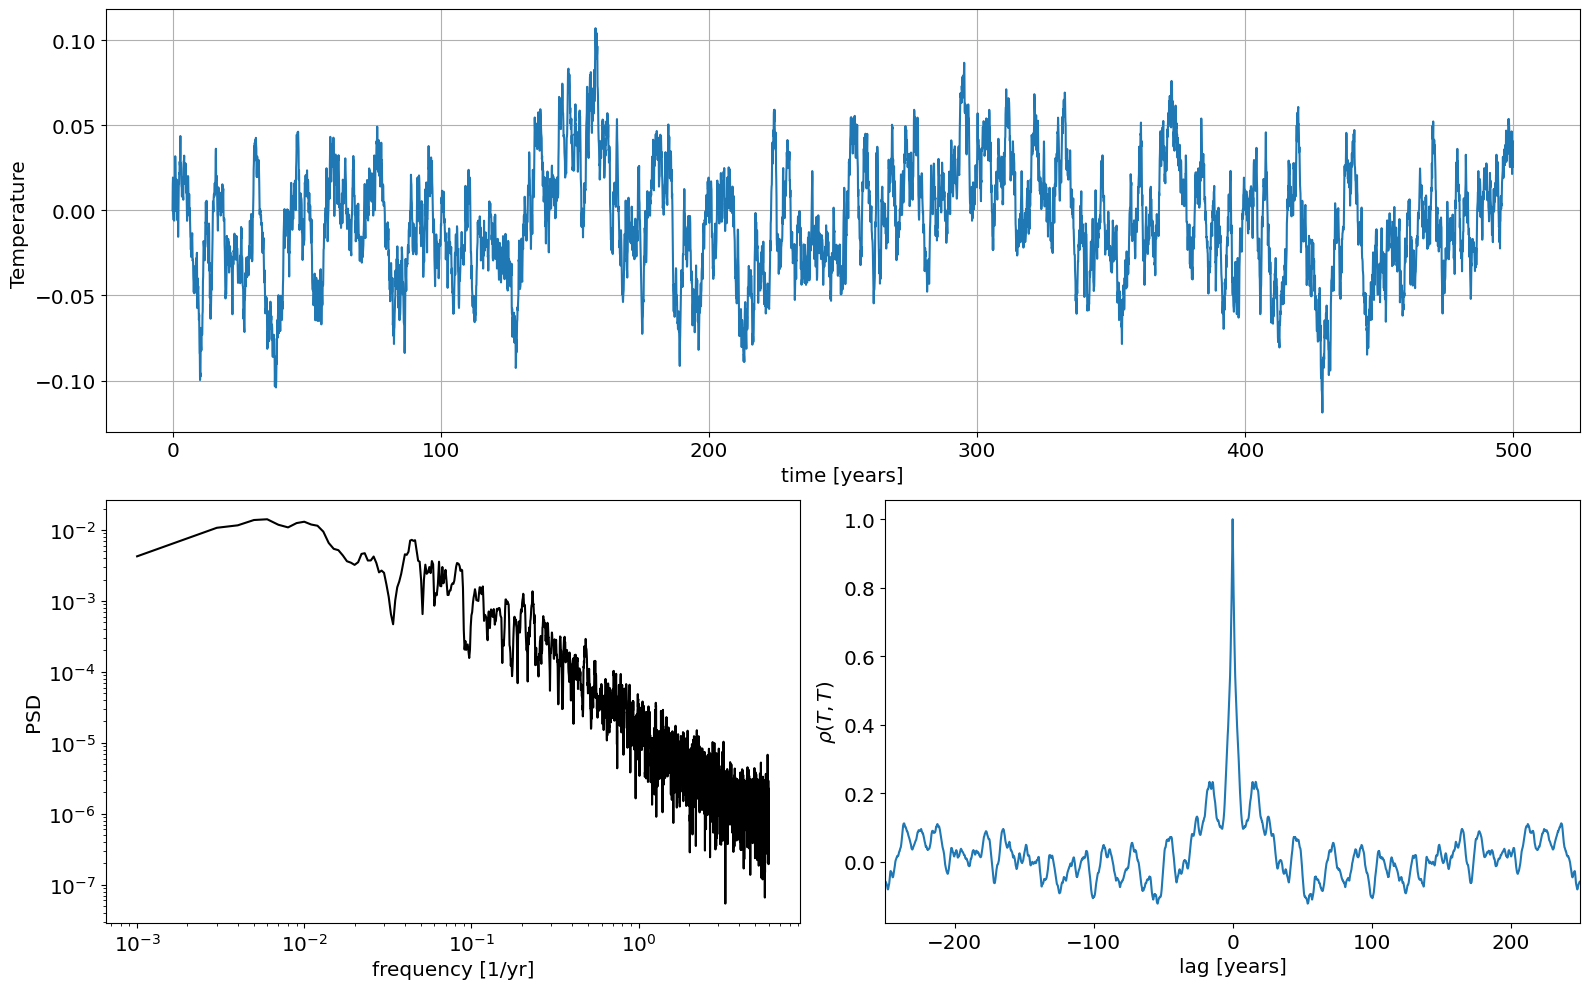 0.10
0.05
0.00
−0.05
−0.10
Temperature
0 100 200 300 400 500
time [years]
10⁻²
10⁻³
10⁻⁴
10⁻⁵
10⁻⁶
10⁻⁷
PSD
10⁻³ 10⁻² 10⁻¹ 10⁰
frequency [1/yr]
1.0
0.8
0.6
0.4
0.2
0.0
ρ(T, T)
−200 −100 0 100 200
lag [years]